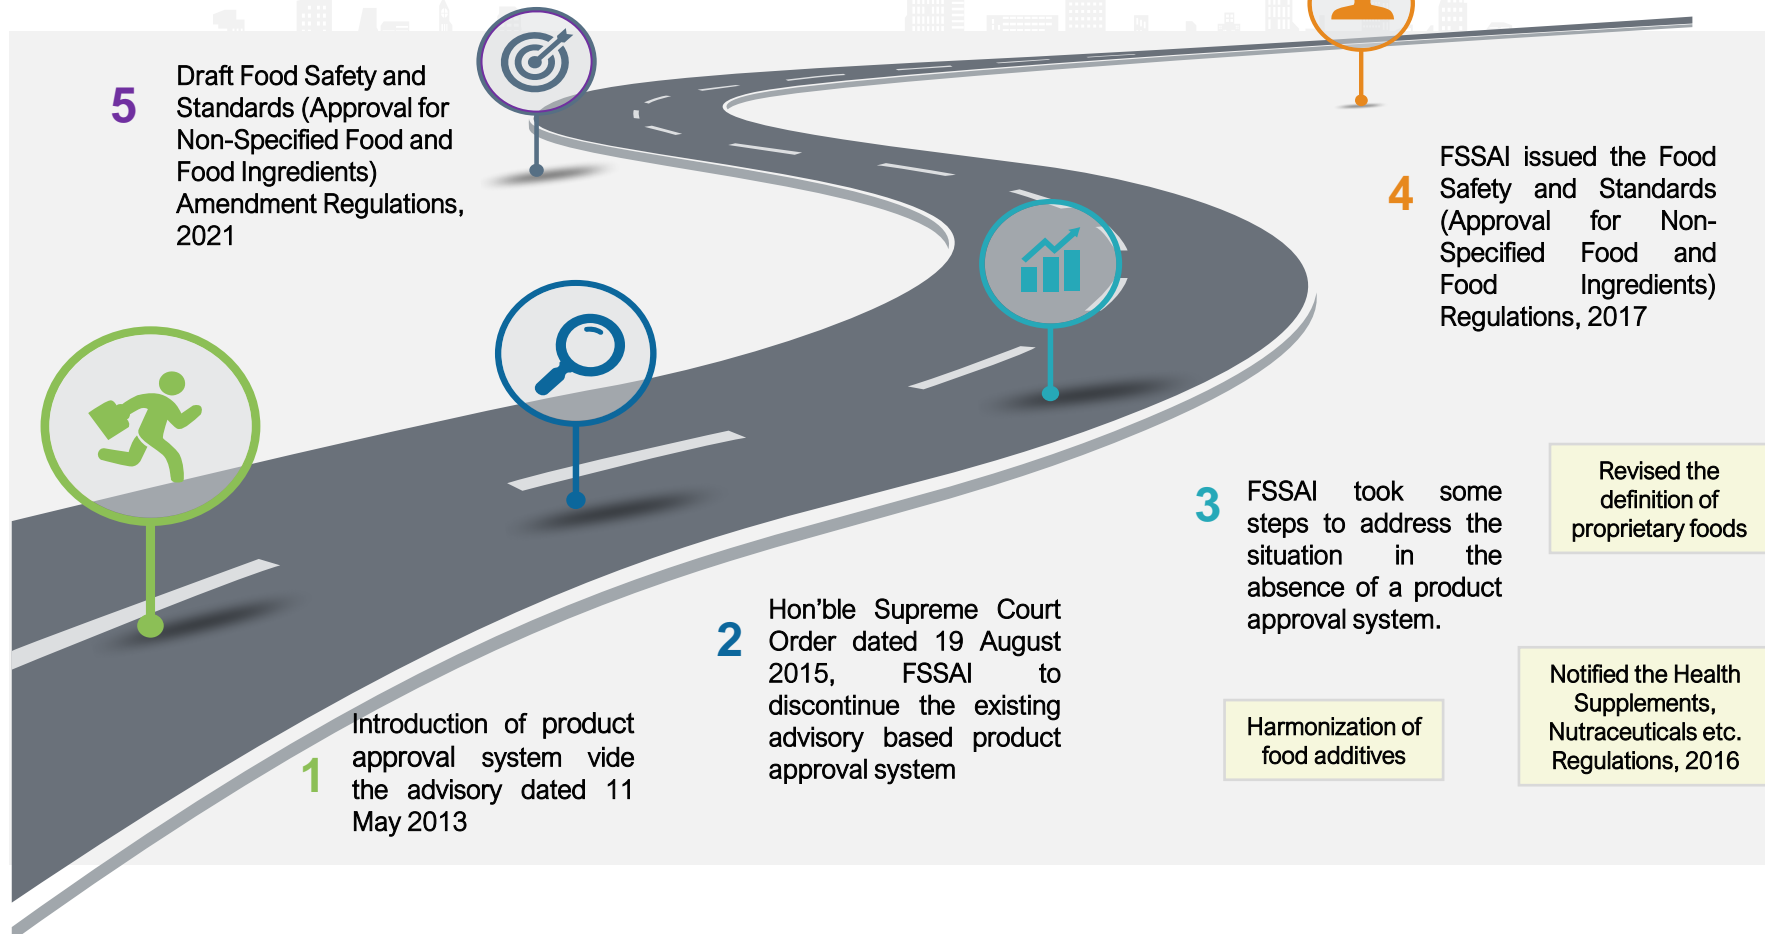 5
Draft Food Safety and
Standards (Approval for
Non-Specified Food and
Food Ingredients)
Amendment Regulations,
2021
4
FSSAI issued the Food
Safety and Standards
(Approval for Non-
Specified Food and
Food Ingredients)
Regulations, 2017
3
FSSAI took some
steps to address the
situation in the
absence of a product
approval system.
Revised the
definition of
proprietary foods
Harmonization of
food additives
Notified the Health
Supplements,
Nutraceuticals etc.
Regulations, 2016
2
Hon’ble Supreme Court
Order dated 19 August
2015, FSSAI to
discontinue the existing
advisory based product
approval system
1
Introduction of product
approval system vide
the advisory dated 11
May 2013